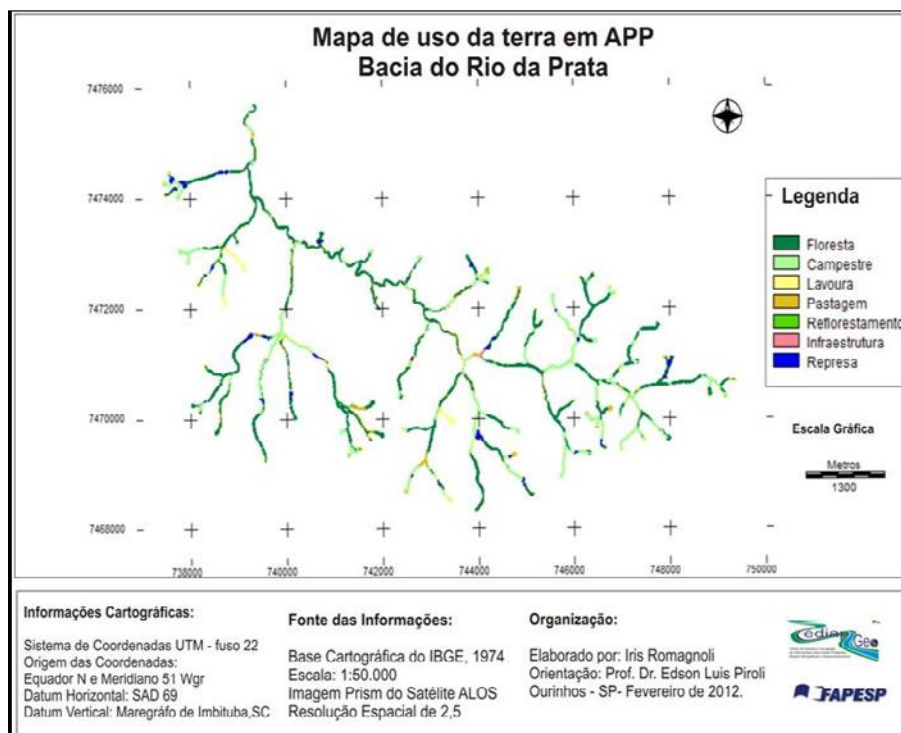 Mapa de uso da terra em APP
Bacia do Rio da Prata
7476000
7474000
7472000
7470000
7468000
738000
740000
742000
744000
746000
748000
750000
Legenda
Floresta
Campestre
Lavoura
Pastagem
Reflorestamento
Infraestrutura
Represa
Escala Gráfica
Metros
1300
Informações Cartográficas:
Sistema de Coordenadas UTM - fuso 22
Origem das Coordenadas:
Equador N e Meridiano 51 Wgr
Datum Horizontal: SAD 69
Datum Vertical: Maregráfo de Imbituba,SC
Fonte das Informações:
Base Cartográfica do IBGE, 1974
Escala: 1:50.000
Imagem Prism do Satélite ALOS
Resolução Espacial de 2,5
Organização:
Elaborado por: Iris Romagnoli
Orientação: Prof. Dr. Edson Luis Piroli
Ourinhos - SP- Fevereiro de 2012.
Geo
FAPESP